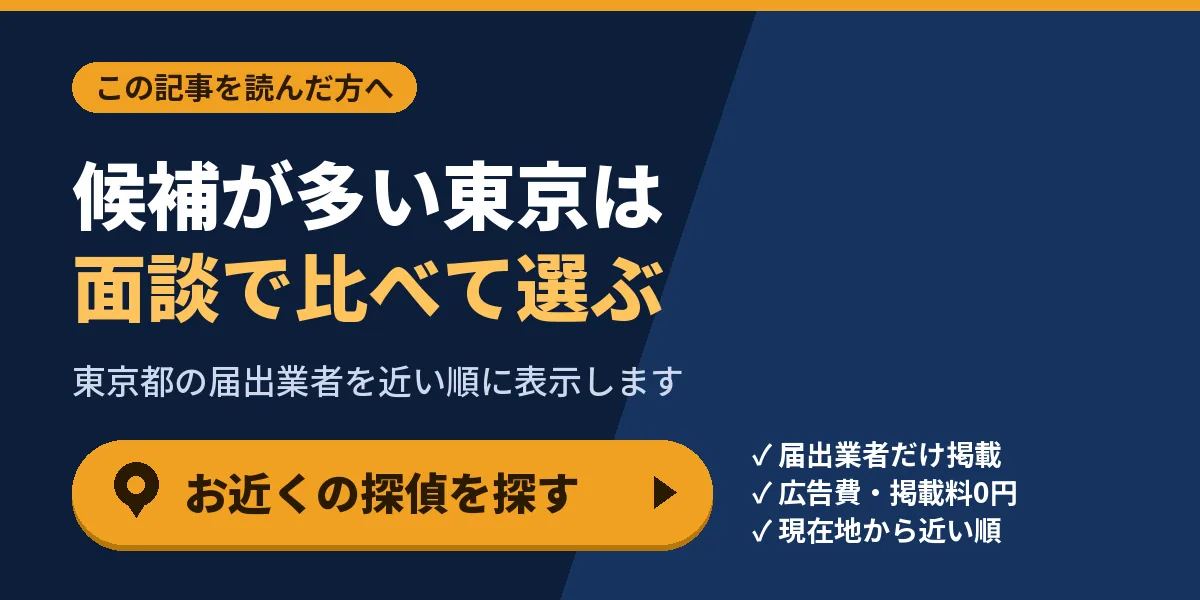 この記事を読んだ方へ
候補が多い東京は
面談で比べて選ぶ
東京都の届出業者を近い順に表示します
お近くの探偵を探す
✓ 届出業者だけ掲載
✓ 広告費・掲載料0円
✓ 現在地から近い順